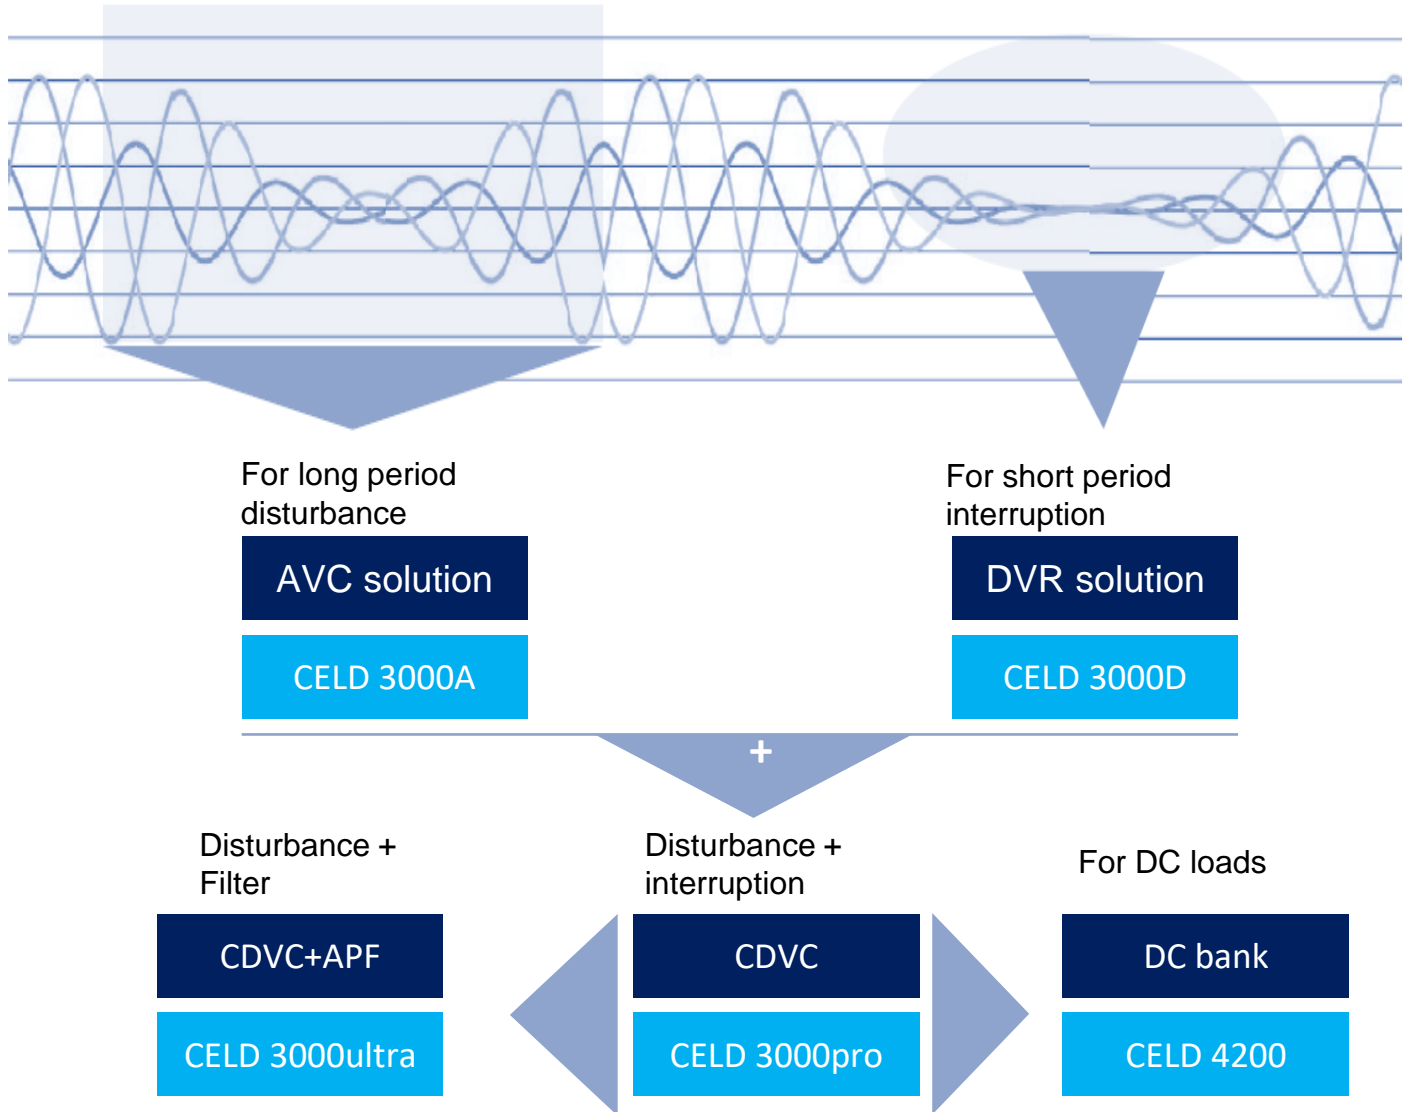 For long period
disturbance
AVC solution
CELD 3000A
For short period
interruption
DVR solution
CELD 3000D
+
Disturbance +
Filter
CDVC+APF
CELD 3000ultra
Disturbance +
interruption
CDVC
CELD 3000pro
For DC loads
DC bank
CELD 4200